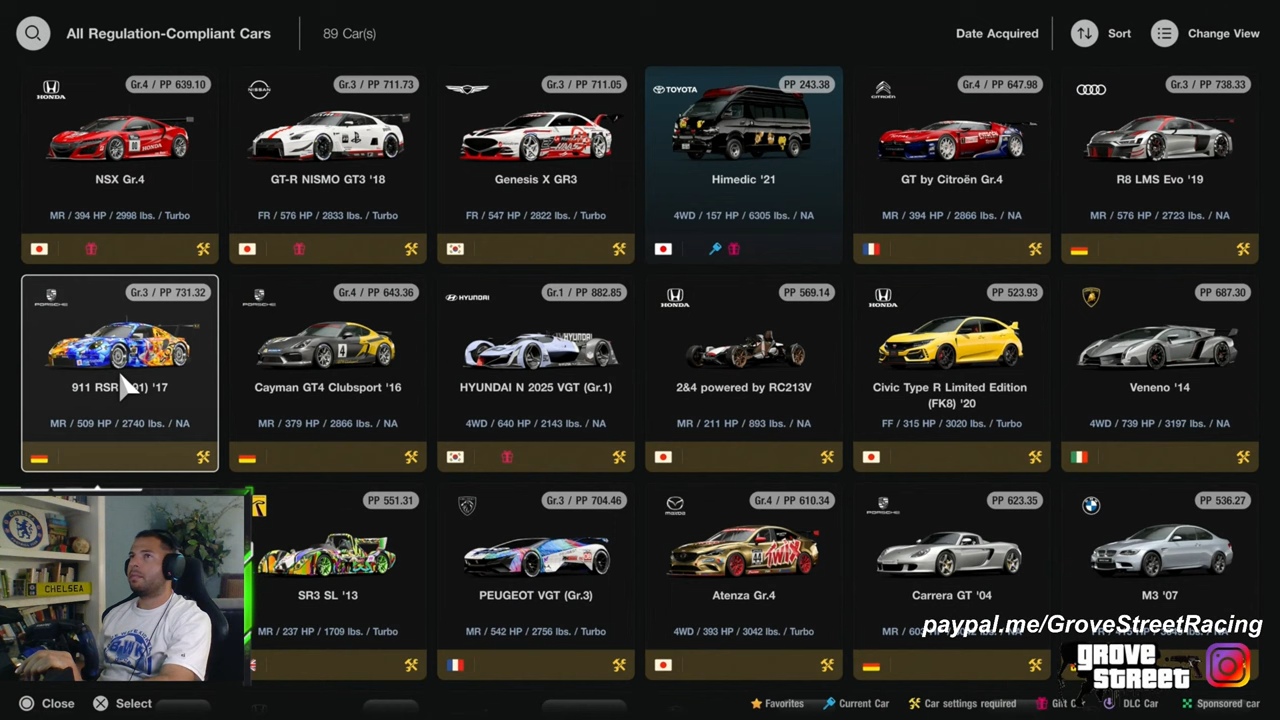 All Regulation-Compliant Cars
89 Car(s)
Date Acquired
Sort
Change View
HONDA
Gr.4 / PP 639.10
NSX Gr.4
MR / 394 HP / 2998 lbs. / Turbo
NISSAN
Gr.3 / PP 711.73
GT-R NISMO GT3 '18
FR / 576 HP / 2833 lbs. / Turbo
Gr.3 / PP 711.05
Genesis X GR3
FR / 547 HP / 2822 lbs. / Turbo
TOYOTA
PP 243.38
Himedic '21
4WD / 157 HP / 6305 lbs. / NA
CITROËN
Gr.4 / PP 647.98
GT by Citroën Gr.4
MR / 394 HP / 2866 lbs. / NA
Gr.3 / PP 738.33
R8 LMS Evo '19
MR / 576 HP / 2723 lbs. / NA
PORSCHE
Gr.3 / PP 731.32
911 RSR 01) '17
MR / 509 HP / 2740 lbs. / NA
PORSCHE
Gr.4 / PP 643.36
4
Cayman GT4 Clubsport '16
MR / 379 HP / 2866 lbs. / NA
HYUNDAI
Gr.1 / PP 882.85
HYUNDAI
HYUNDAI N 2025 VGT (Gr.1)
4WD / 640 HP / 2143 lbs. / NA
HONDA
PP 569.14
2&4 powered by RC213V
MR / 211 HP / 893 lbs. / NA
HONDA
PP 523.93
Civic Type R Limited Edition
(FK8) '20
FF / 315 HP / 3020 lbs. / Turbo
PP 687.30
Veneno '14
4WD / 739 HP / 3197 lbs. / NA
PP 551.31
SR3 SL '13
MR / 237 HP / 1709 lbs. / Turbo
Gr.3 / PP 704.46
PEUGEOT VGT (Gr.3)
MR / 542 HP / 2756 lbs. / Turbo
mazda
Gr.4 / PP 610.34
TWIX
Atenza Gr.4
4WD / 393 HP / 3042 lbs. / Turbo
PORSCHE
PP 623.35
Carrera GT '04
PP 536.27
M3 '07
CHELSEA
paypal.me/GroveStreetRacing
grove
street
Close
Select
Favorites
Current Car
Car settings required
DLC Car
Sponsored car